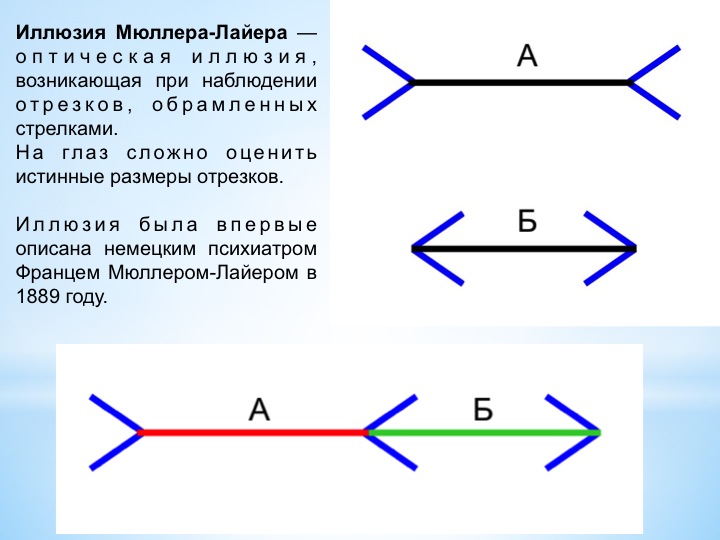 Иллюзия Мюллера-Лайера —
оптическая иллюзия,
возникающая при наблюдении
отрезков, обрамленных
стрелками.
На глаз сложно оценить
истинные размеры отрезков.
Иллюзия была впервые
описана немецким психиатром
Францем Мюллером-Лайером в
1889 году.
А
Б
А Б